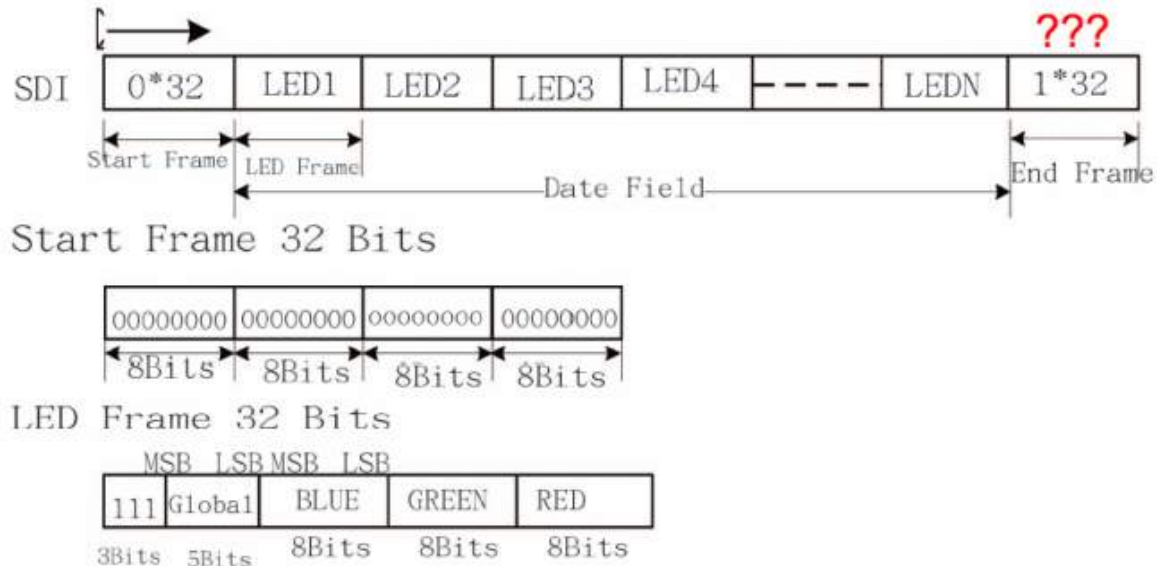 ???
SDI 0*32 LED1 LED2 LED3 LED4 LEDN 1*32
Start Frame LED Frame End Frame
Date Field
Start Frame 32 Bits
00000000 00000000 00000000 00000000
8Bits 8Bits 8Bits 8Bits
LED Frame 32 Bits
MSB LSB MSB LSB
111 Global BLUE GREEN RED
3Bits 5Bits 8Bits 8Bits 8Bits